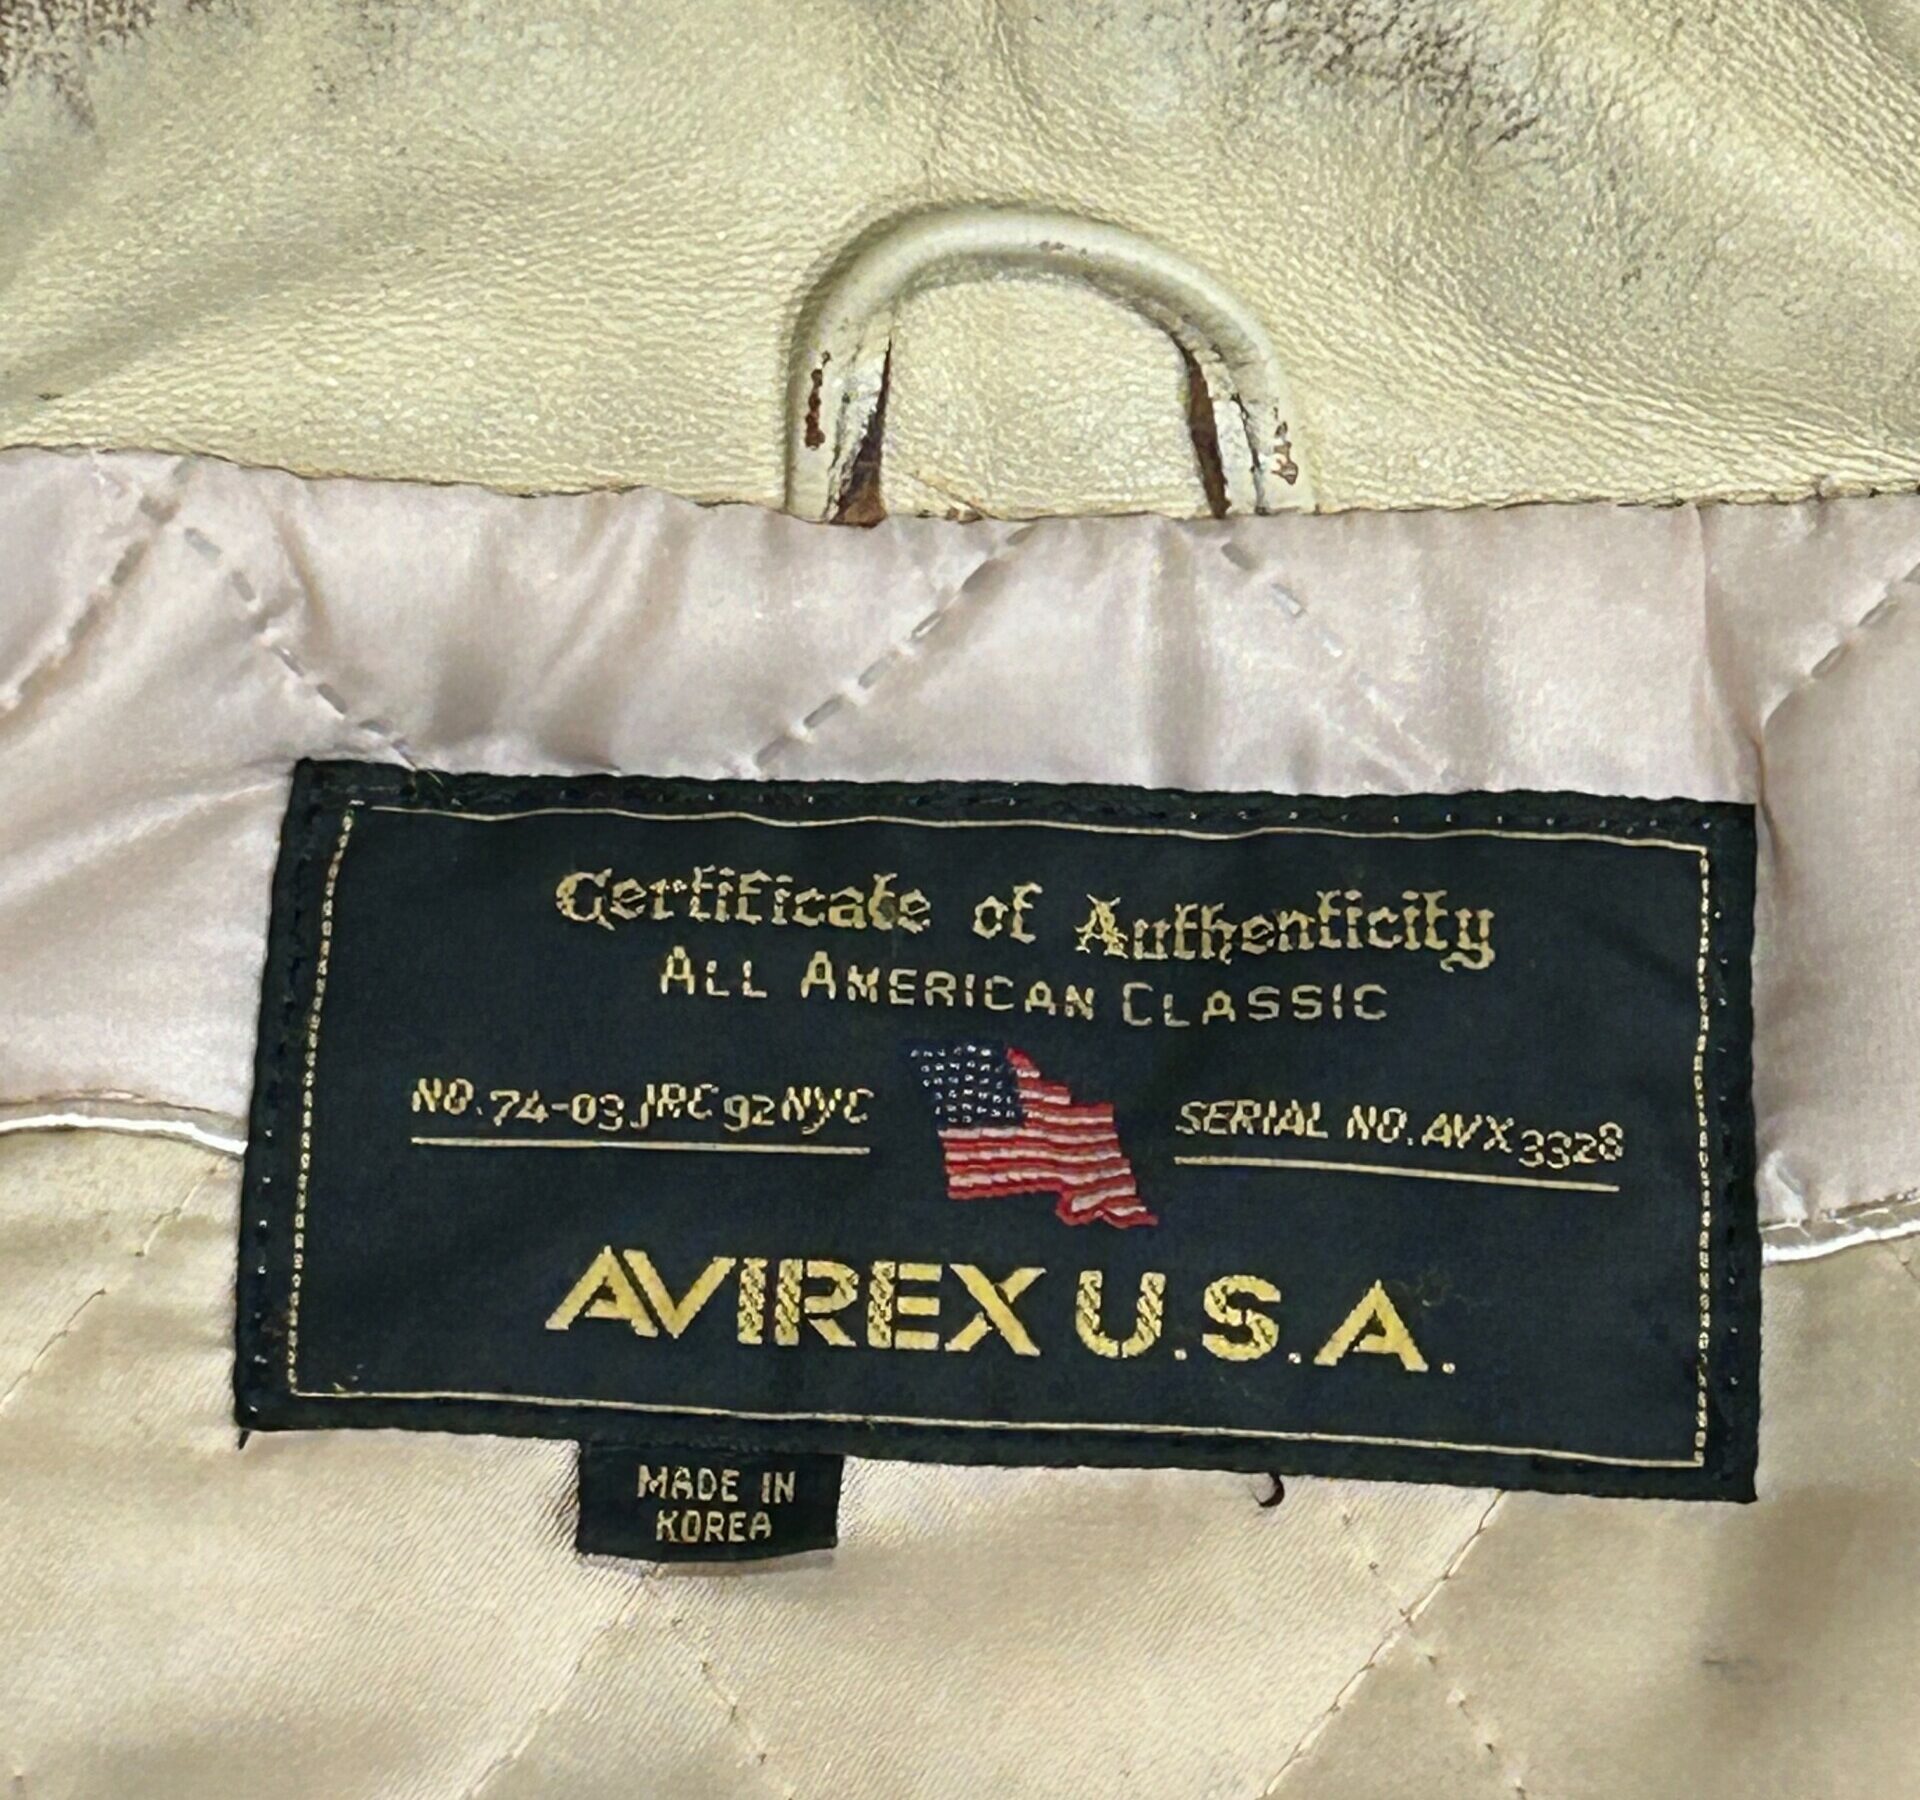 Certificate of Authenticity
ALL AMERICAN CLASSIC
NO. 74-03 JRC 92 NYC
SERIAL NO. AVX 3328
AVIREX U.S.A.
MADE IN
KOREA